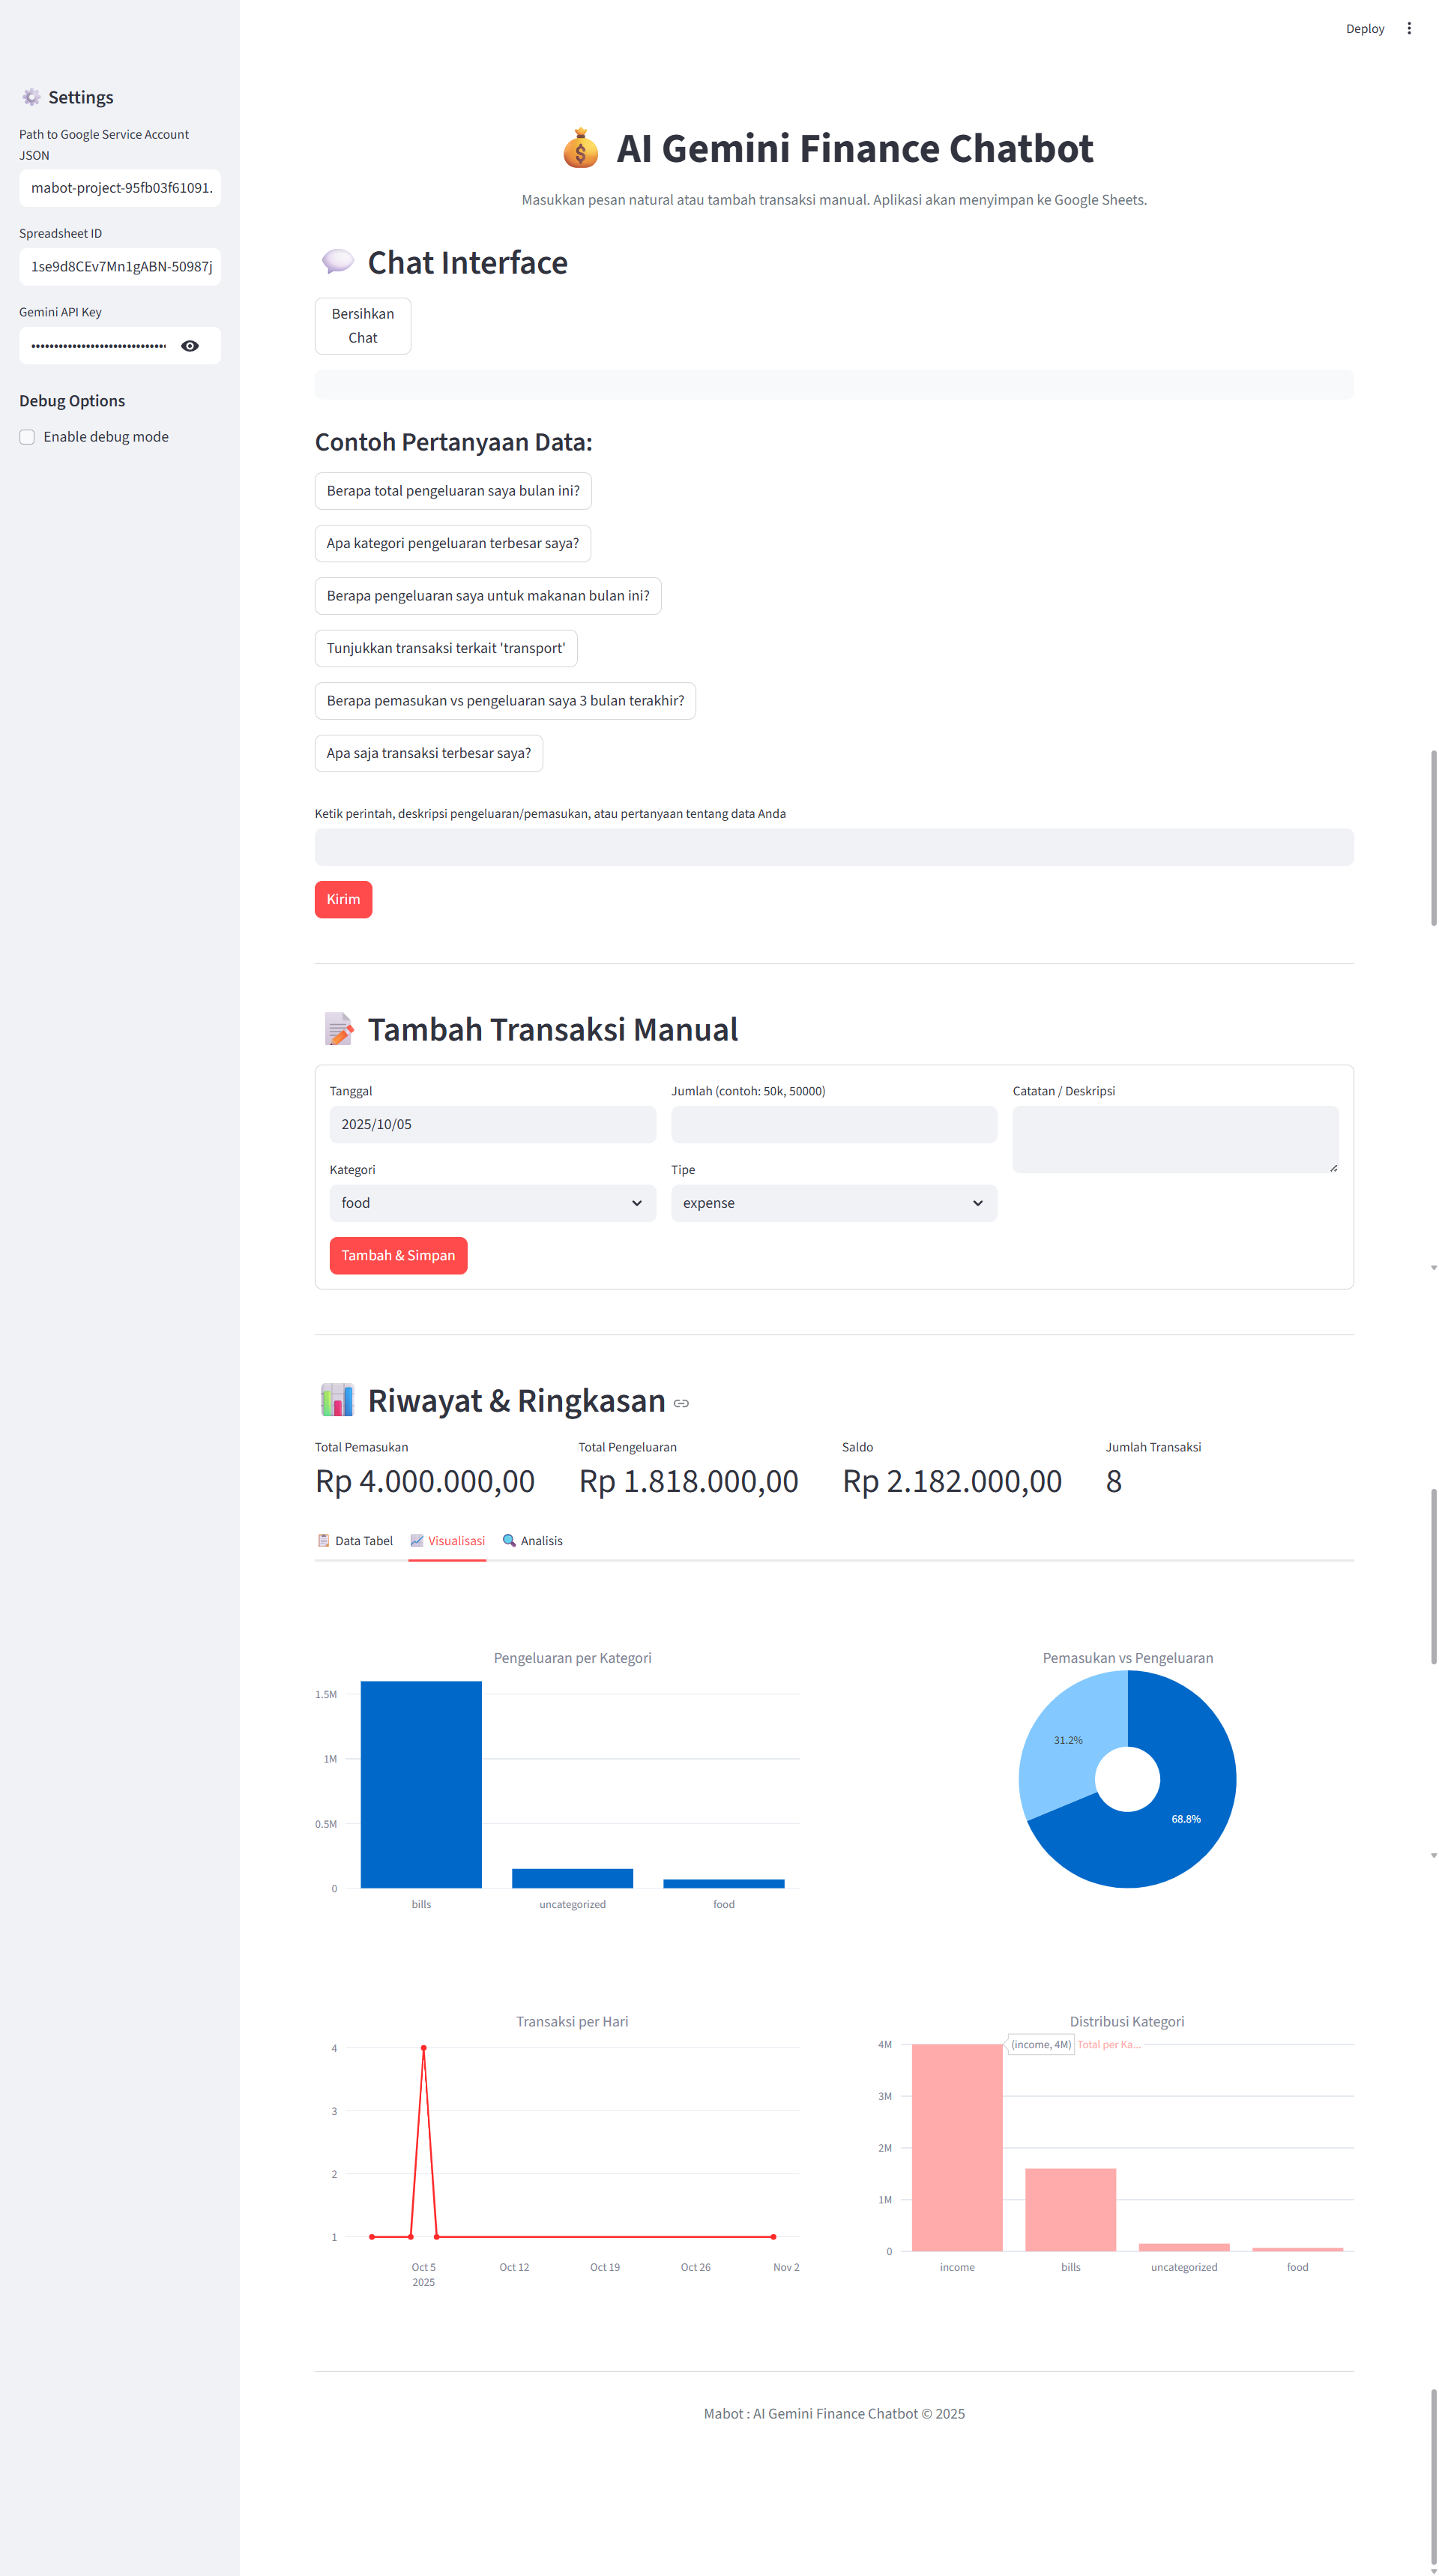 Deploy
Settings
Path to Google Service Account
JSON
mabot-project-95fb03f61091.
Spreadsheet ID
1se9d8CEv7Mn1gABN-50987j
Gemini API Key
Debug Options
Enable debug mode
AI Gemini Finance Chatbot
Masukkan pesan natural atau tambah transaksi manual. Aplikasi akan menyimpan ke Google Sheets.
Chat Interface
Bersihkan
Chat
Contoh Pertanyaan Data:
Berapa total pengeluaran saya bulan ini?
Apa kategori pengeluaran terbesar saya?
Berapa pengeluaran saya untuk makanan bulan ini?
Tunjukkan transaksi terkait 'transport'
Berapa pemasukan vs pengeluaran saya 3 bulan terakhir?
Apa saja transaksi terbesar saya?
Ketik perintah, deskripsi pengeluaran/pemasukan, atau pertanyaan tentang data Anda
Kirim
Tambah Transaksi Manual
Tanggal
2025/10/05
Jumlah (contoh: 50k, 50000)
Catatan / Deskripsi
Kategori
food
Tipe
expense
Tambah & Simpan
Riwayat & Ringkasan
Total Pemasukan
Rp 4.000.000,00
Total Pengeluaran
Rp 1.818.000,00
Saldo
Rp 2.182.000,00
Jumlah Transaksi
8
Data Tabel
Visualisasi
Analisis
Pengeluaran per Kategori
1.5M
1M
0.5M
0
bills
uncategorized
food
Pemasukan vs Pengeluaran
31.2%
68.8%
Transaksi per Hari
4
3
2
1
Oct 5
2025
Oct 12
Oct 19
Oct 26
Nov 2
Distribusi Kategori
(income, 4M)
Total per Ka...
4M
3M
2M
1M
0
income
bills
uncategorized
food
Mabot : AI Gemini Finance Chatbot © 2025